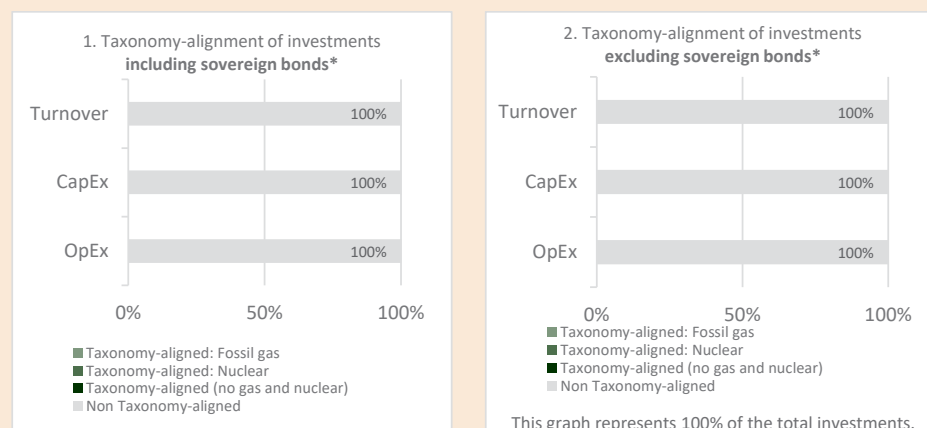 1. Taxonomy-alignment of investments
including sovereign bonds*
Turnover
100%
CapEx
100%
OpEx
100%
0%
50%
100%
Taxonomy-aligned: Fossil gas
Taxonomy-aligned: Nuclear
Taxonomy-aligned (no gas and nuclear)
Non Taxonomy-aligned
2. Taxonomy-alignment of investments
excluding sovereign bonds*
Turnover
100%
CapEx
100%
OpEx
100%
0%
50%
100%
Taxonomy-aligned: Fossil gas
Taxonomy-aligned: Nuclear
Taxonomy-aligned (no gas and nuclear)
Non Taxonomy-aligned
This graph represents 100% of the total investments.